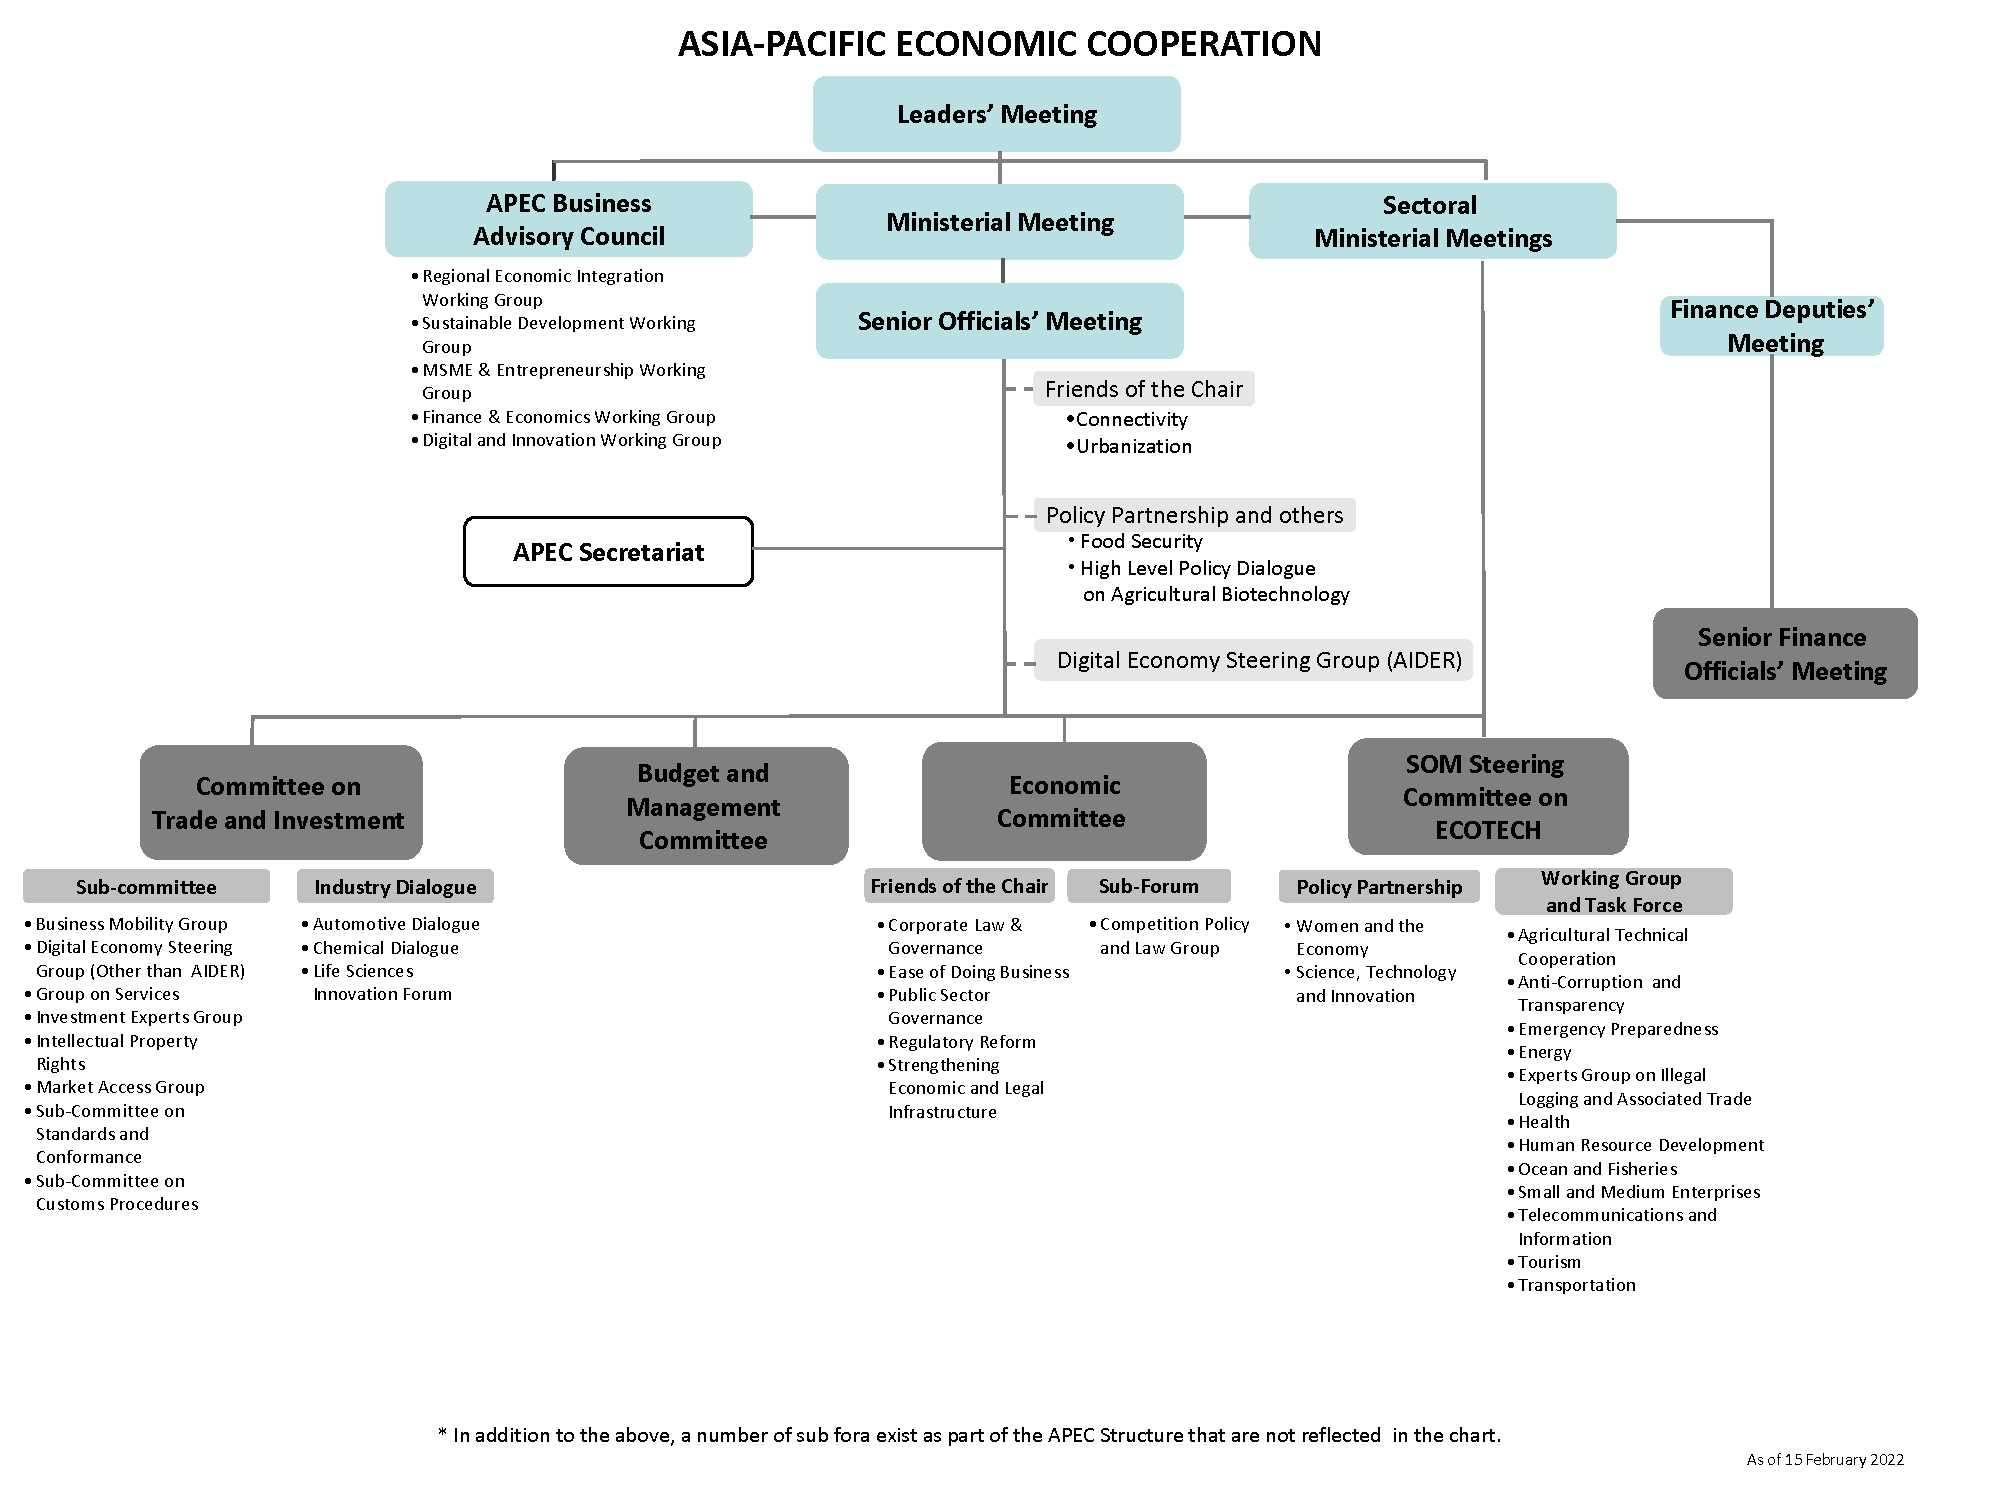 ASIA-PACIFIC ECONOMIC COOPERATION
Leaders’ Meeting
APEC Business
Advisory Council
Ministerial Meeting
Sectoral
Ministerial Meetings
•Regional Economic Integration
Working Group
•Sustainable Development Working
Group
•MSME & Entrepreneurship Working
Group
•Finance & Economics Working Group
•Digital and Innovation Working Group
Senior Officials’ Meeting
Finance Deputies’
Meeting
Friends of the Chair
•Connectivity
•Urbanization
Policy Partnership and others
• Food Security
• High Level Policy Dialogue
on Agricultural Biotechnology
APEC Secretariat
Digital Economy Steering Group (AIDER)
Senior Finance
Officials’ Meeting
Committee on
Trade and Investment
Budget and
Management
Committee
Economic
Committee
SOM Steering
Committee on
ECOTECH
Sub-committee
•Business Mobility Group
•Digital Economy Steering
Group (Other than AIDER)
•Group on Services
•Investment Experts Group
•Intellectual Property
Rights
•Market Access Group
•Sub-Committee on
Standards and
Conformance
•Sub-Committee on
Customs Procedures
Industry Dialogue
•Automotive Dialogue
•Chemical Dialogue
•Life Sciences
Innovation Forum
Friends of the Chair
•Corporate Law &
Governance
•Ease of Doing Business
•Public Sector
Governance
•Regulatory Reform
•Strengthening
Economic and Legal
Infrastructure
Sub-Forum
•Competition Policy
and Law Group
Policy Partnership
• Women and the
Economy
• Science, Technology
and Innovation
Working Group
and Task Force
•Agricultural Technical
Cooperation
•Anti-Corruption and
Transparency
•Emergency Preparedness
•Energy
•Experts Group on Illegal
Logging and Associated Trade
•Health
•Human Resource Development
•Ocean and Fisheries
•Small and Medium Enterprises
•Telecommunications and
Information
•Tourism
•Transportation
* In addition to the above, a number of sub fora exist as part of the APEC Structure that are not reflected in the chart.
As of 15 February 2022